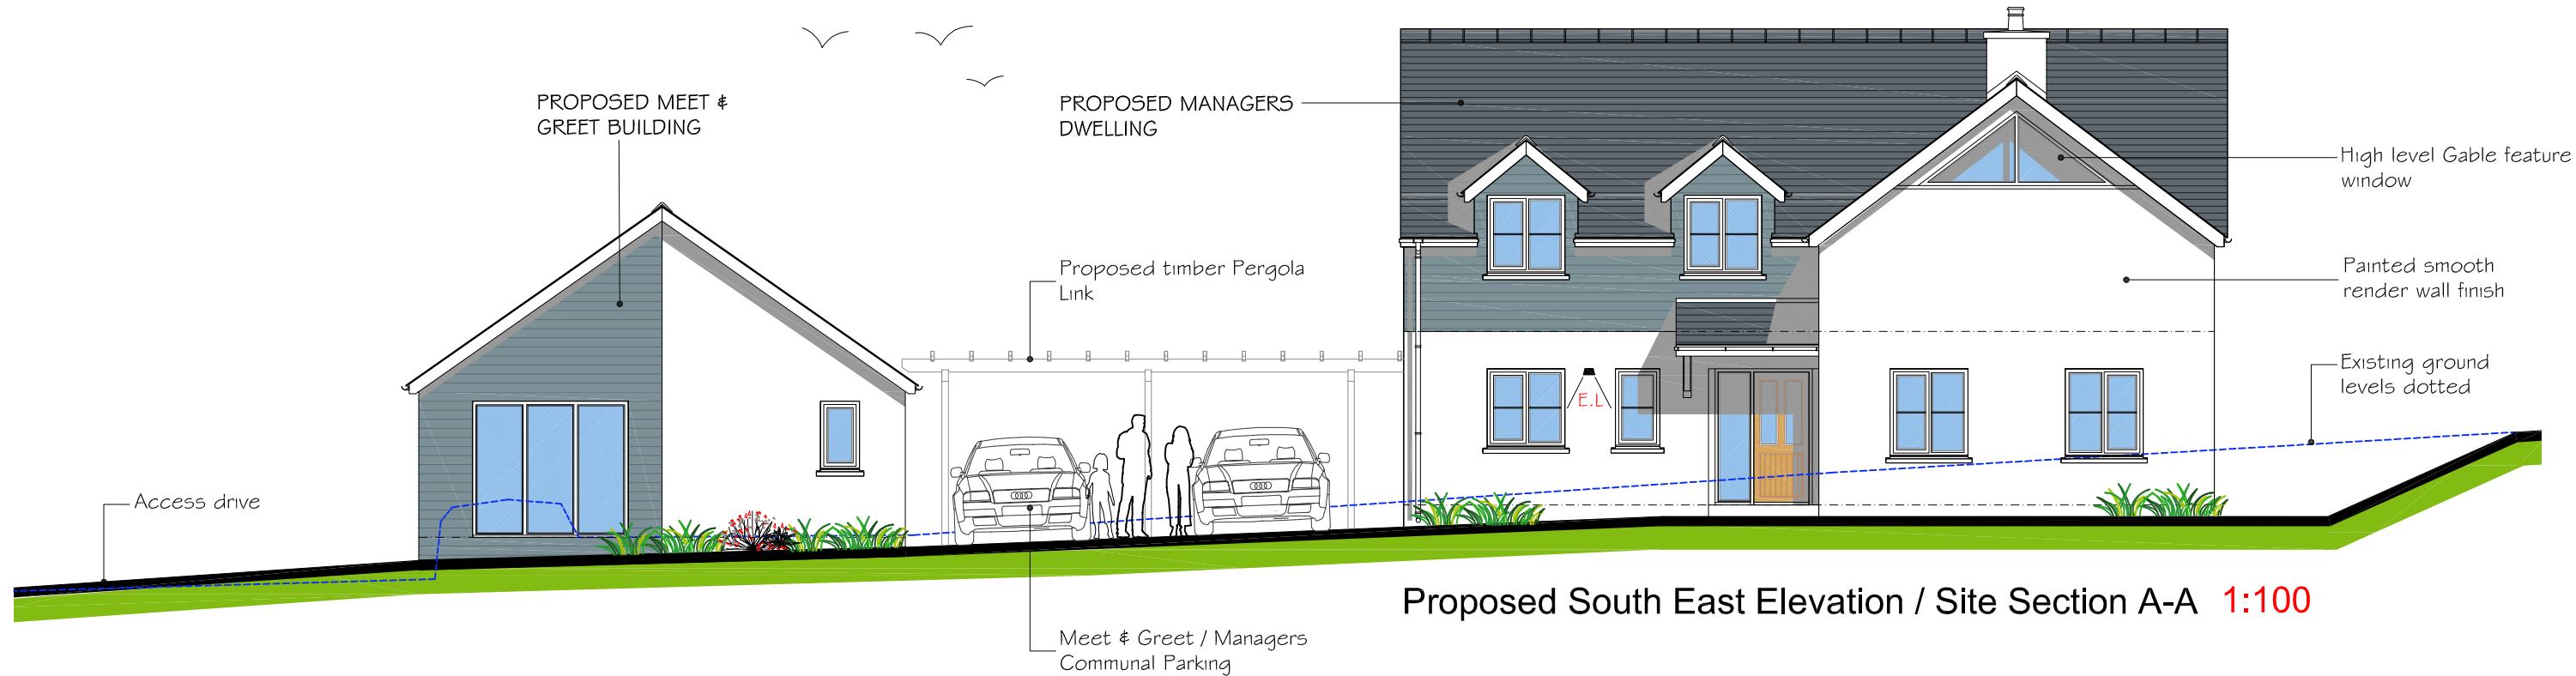 PROPOSED MEET &
GREET BUILDING
PROPOSED MANAGERS
DWELLING
High level Gable feature
window
Proposed timber Pergola
Link
Painted smooth
render wall finish
Existing ground
levels dotted
E.L
Access drive
Proposed South East Elevation / Site Section A-A 1:100
Meet & Greet / Managers
Communal Parking